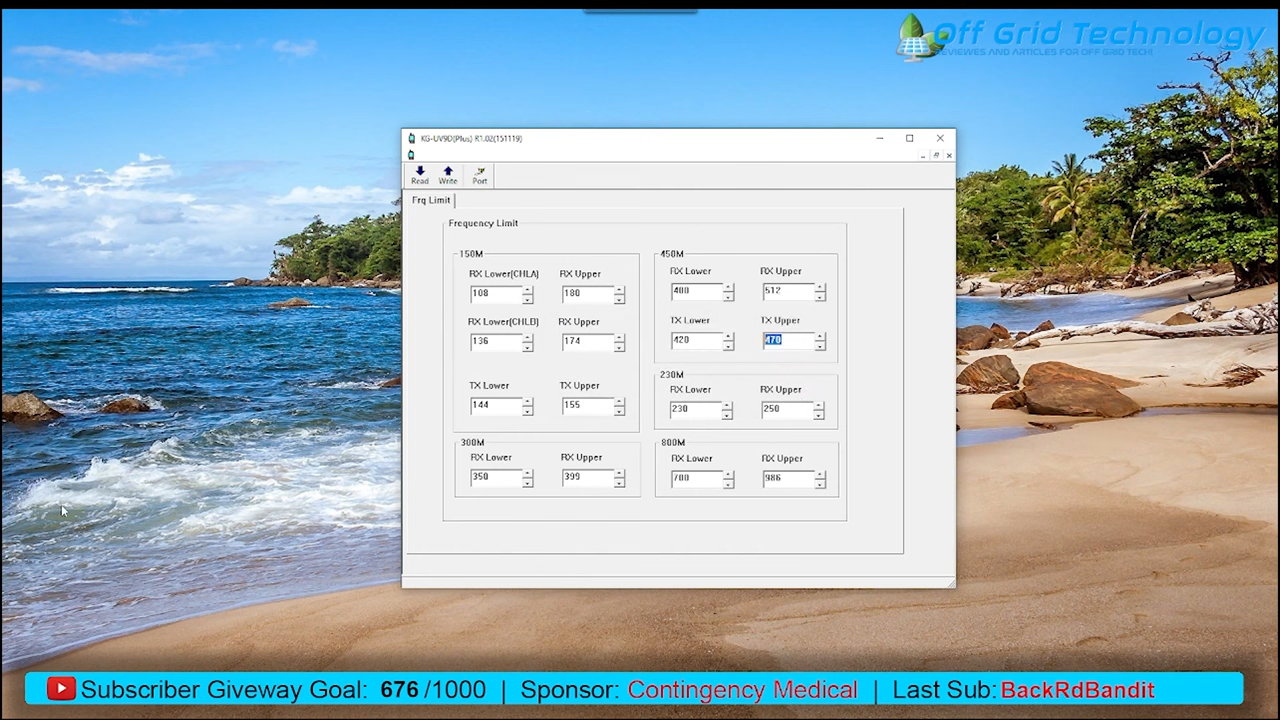 Off Grid Technology
REVIEWES AND ARTICLES FOR OFF GRID TECH!
KG-UV9D(Plus) R1.02(151119)
Read Write Port
Frq Limit
Frequency Limit
150M
RX Lower[CHLA] RX Upper
108 180
RX Lower[CHLB] RX Upper
136 174
TX Lower TX Upper
144 155
300M
RX Lower RX Upper
350 399
450M
RX Lower RX Upper
400 512
TX Lower TX Upper
420 470
230M
RX Lower RX Upper
230 250
800M
RX Lower RX Upper
700 986
Subscriber Giveway Goal: 676 /1000 | Sponsor: Contingency Medical | Last Sub: BackRdBandit